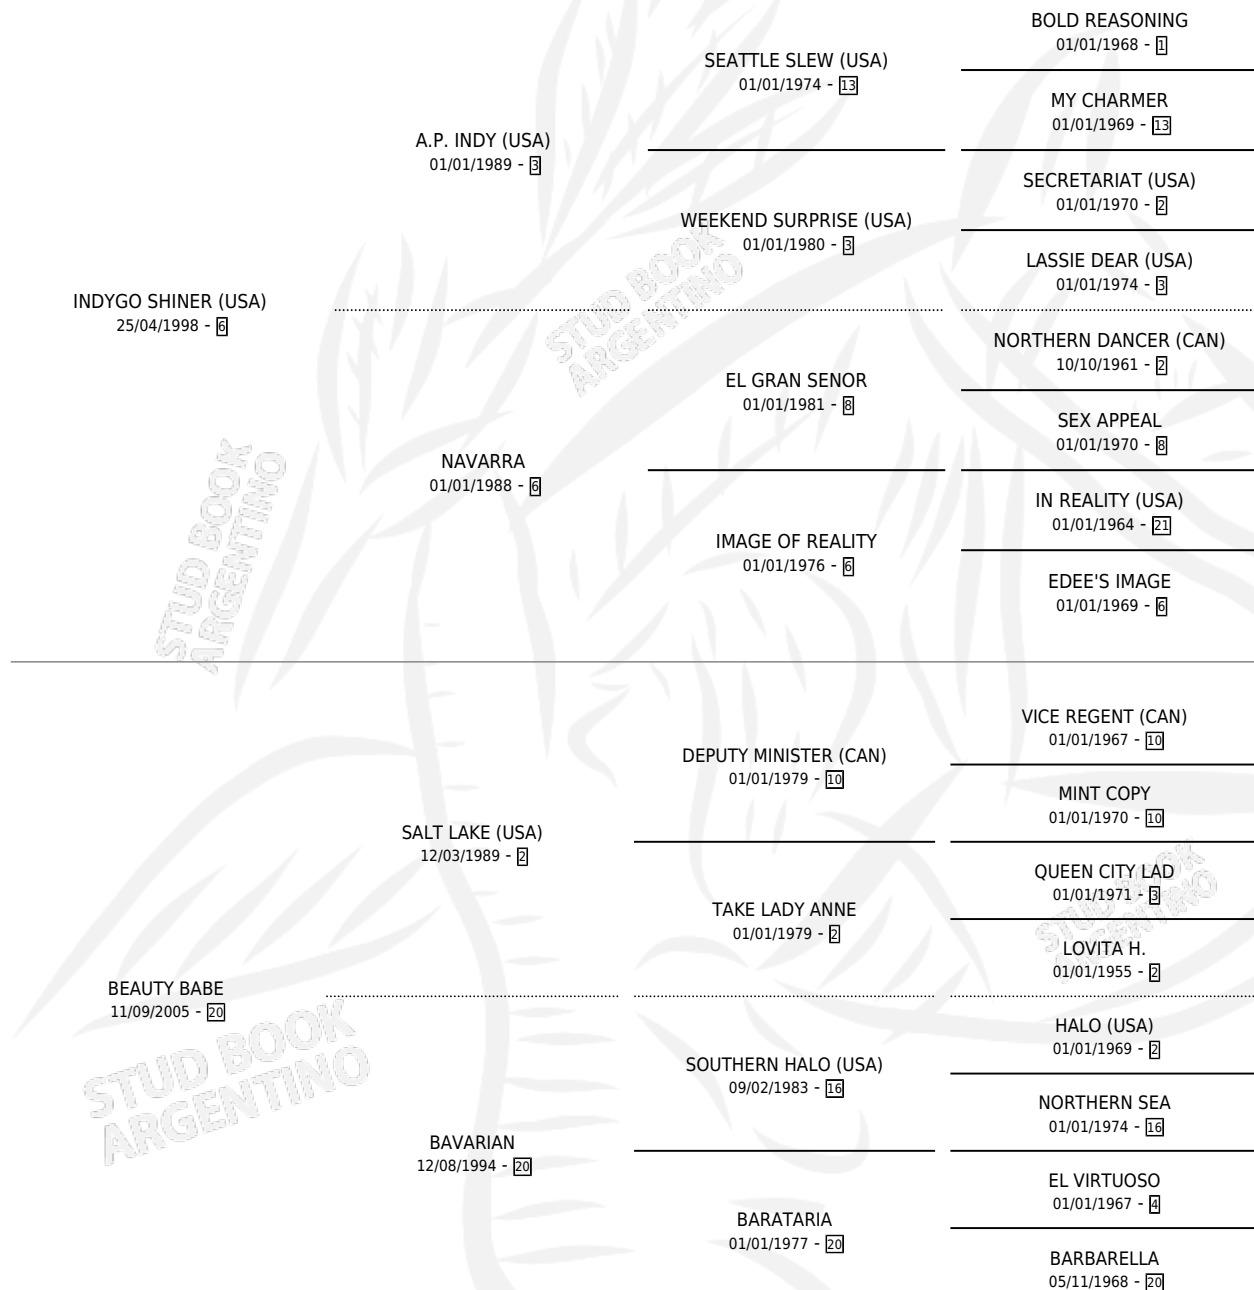 BOLD REASONING
01/01/1968 - 1
SEATTLE SLEW (USA)
01/01/1974 - 13
MY CHARMER
01/01/1969 - 13
A.P. INDY (USA)
01/01/1989 - 3
SECRETARIAT (USA)
01/01/1970 - 2
WEEKEND SURPRISE (USA)
01/01/1980 - 3
LASSIE DEAR (USA)
01/01/1974 - 3
INDYGO SHINER (USA)
25/04/1998 - 6
NORTHERN DANCER (CAN)
10/10/1961 - 2
EL GRAN SENOR
01/01/1981 - 8
SEX APPEAL
01/01/1970 - 8
NAVARRA
01/01/1988 - 6
IN REALITY (USA)
01/01/1964 - 21
IMAGE OF REALITY
01/01/1976 - 6
EDEE'S IMAGE
01/01/1969 - 6
VICE REGENT (CAN)
01/01/1967 - 10
DEPUTY MINISTER (CAN)
01/01/1979 - 10
MINT COPY
01/01/1970 - 10
SALT LAKE (USA)
12/03/1989 - 2
QUEEN CITY LAD
01/01/1971 - 3
TAKE LADY ANNE
01/01/1979 - 2
LOVITA H.
01/01/1955 - 2
BEAUTY BABE
11/09/2005 - 20
HALO (USA)
01/01/1969 - 2
SOUTHERN HALO (USA)
09/02/1983 - 16
NORTHERN SEA
01/01/1974 - 16
BAVARIAN
12/08/1994 - 20
EL VIRTUOSO
01/01/1967 - 4
BARATARIA
01/01/1977 - 20
BARBARELLA
05/11/1968 - 20
STUD BOOK
ARGENTINO
STUD BOOK
ARGENTINO
STUD BOOK
ARGENTINO
STUD BOOK
ARGENTINO